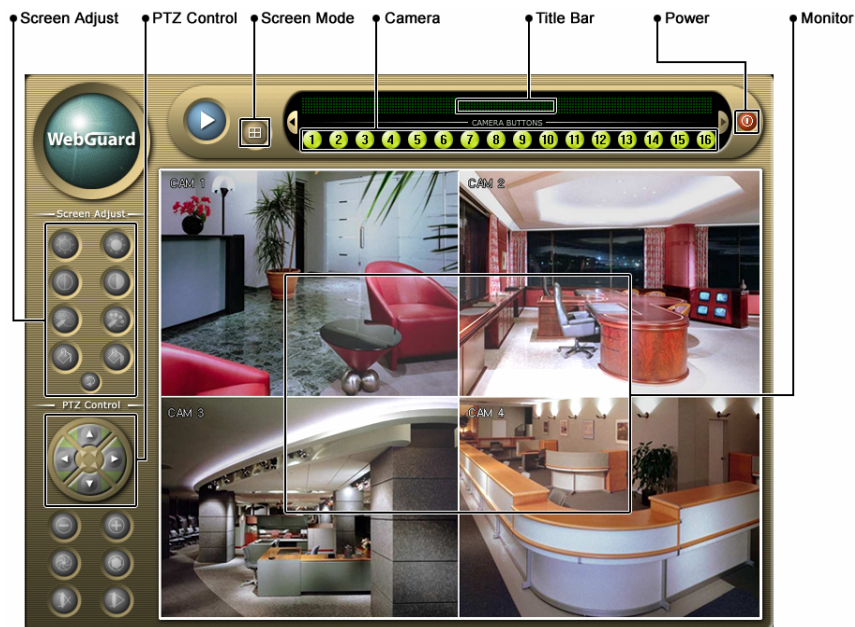 Screen Adjust
PTZ Control
Screen Mode
Camera
Title Bar
Power
Monitor
WebGuard
CAMERA BUTTONS
1 2 3 4 5 6 7 8 9 10 11 12 13 14 15 16
CAM 1
CAM 2
Screen Adjust
PTZ Control
CAM 3
CAM 4